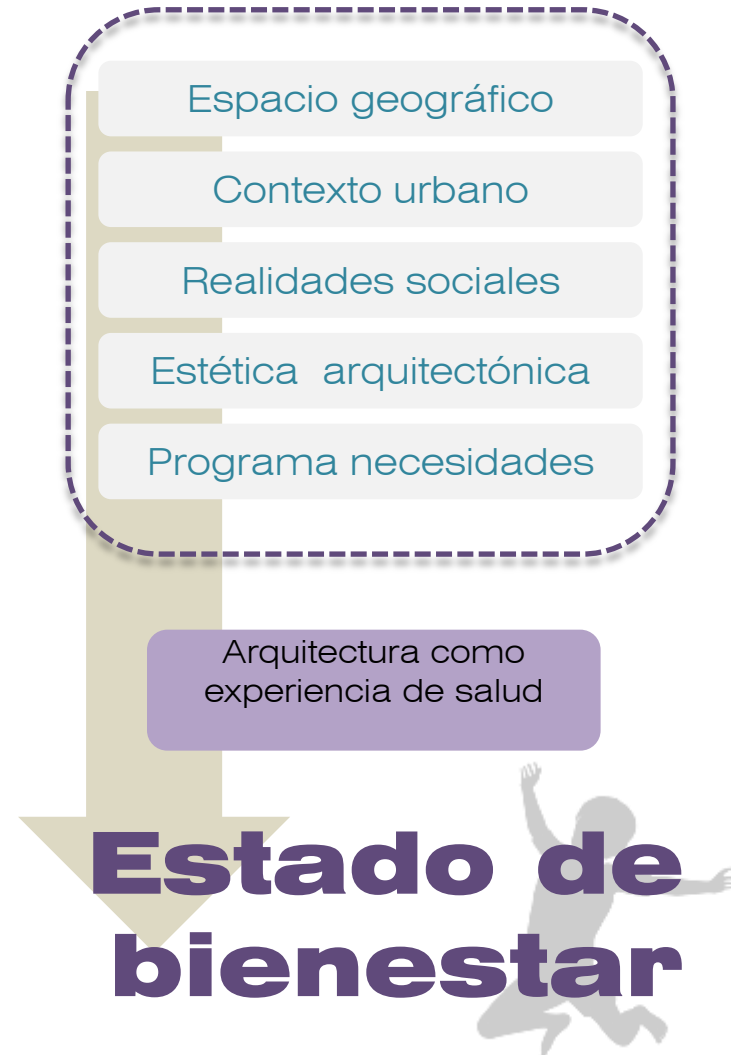 Espacio geográfico
Contexto urbano
Realidades sociales
Estética arquitectónica
Programa necesidades
Arquitectura como
experiencia de salud
Estado de
bienestar